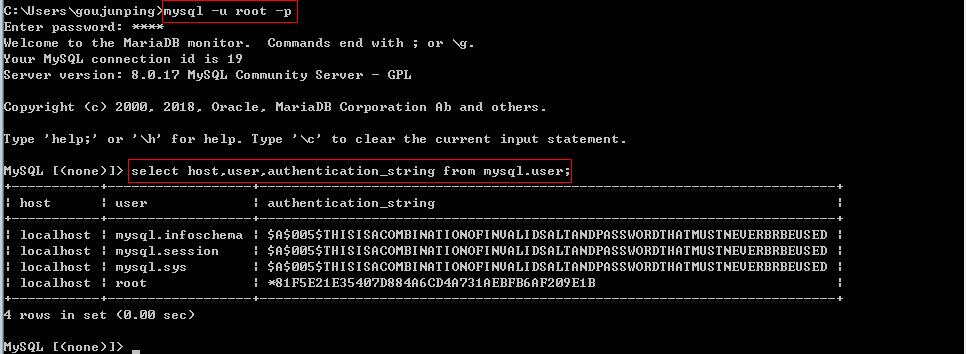 C:\Users\goujunping>mysql -u root -p
Enter password: ****
Welcome to the MariaDB monitor.  Commands end with ; or \g.
Your MySQL connection id is 19
Server version: 8.0.17 MySQL Community Server - GPL
Copyright (c) 2000, 2018, Oracle, MariaDB Corporation Ab and others.
Type 'help;' or '\h' for help. Type '\c' to clear the current input statement.
MySQL [(none)]> select host,user,authentication_string from mysql.user;
+-----------+------------------+------------------------------------------------------------------------+
| host      | user             | authentication_string                                                  |
+-----------+------------------+------------------------------------------------------------------------+
| localhost | mysql.infoschema | $A$005$THISISACOMBINATIONOFINVALIDSALTANDPASSWORDTHATMUSTNEVERBRBEUSED |
| localhost | mysql.session    | $A$005$THISISACOMBINATIONOFINVALIDSALTANDPASSWORDTHATMUSTNEVERBRBEUSED |
| localhost | mysql.sys        | $A$005$THISISACOMBINATIONOFINVALIDSALTANDPASSWORDTHATMUSTNEVERBRBEUSED |
| localhost | root             | *81F5E21E35407D884A6CD4A731AEBFB6AF209E1B                              |
+-----------+------------------+------------------------------------------------------------------------+
4 rows in set (0.00 sec)
MySQL [(none)]> _